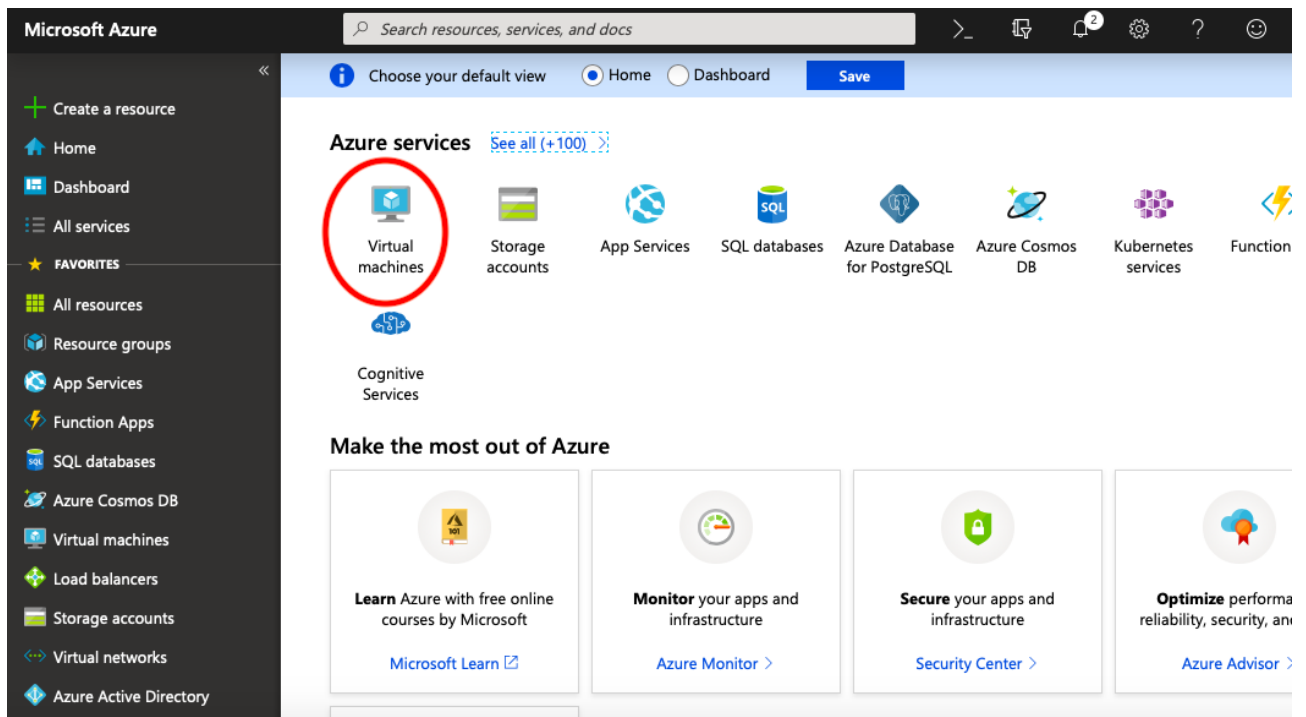 Microsoft Azure
Search resources, services, and docs
2
Choose your default view
Home
Dashboard
Save
Create a resource
Home
Dashboard
All services
FAVORITES
All resources
Resource groups
App Services
Function Apps
SQL databases
Azure Cosmos DB
Virtual machines
Load balancers
Storage accounts
Virtual networks
Azure Active Directory
Azure services
See all (+100)
Virtual
machines
Storage
accounts
App Services
SQL
SQL databases
Azure Database
for PostgreSQL
Azure Cosmos
DB
Kubernetes
services
Function
Cognitive
Services
Make the most out of Azure
101
Learn Azure with free online
courses by Microsoft
Microsoft Learn
Monitor your apps and
infrastructure
Azure Monitor
Secure your apps and
infrastructure
Security Center
Optimize performa
reliability, security, and
Azure Advisor